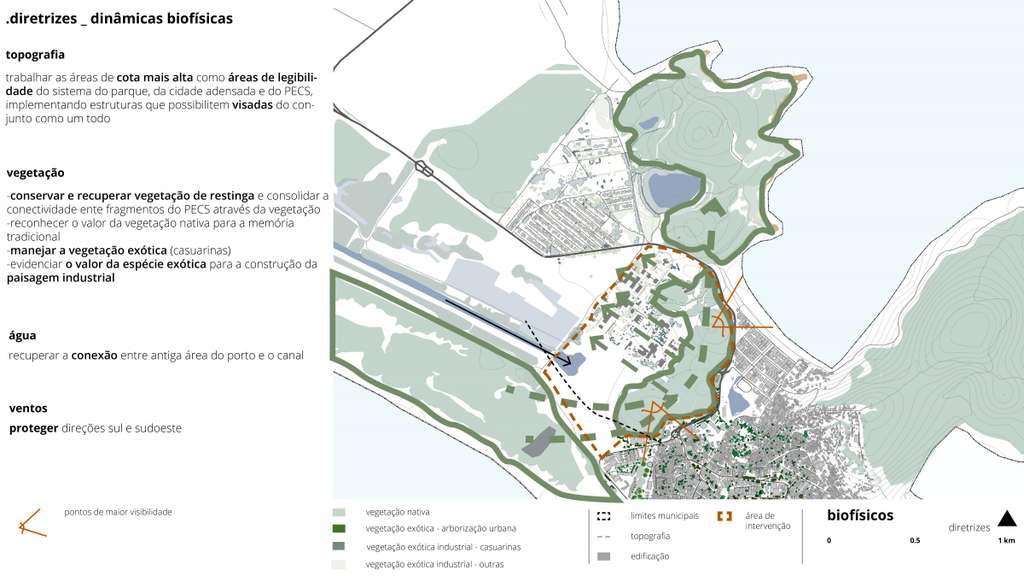 .diretrizes _ dinâmicas biofísicas
topografia
trabalhar as áreas de cota mais alta como áreas de legibili-
dade do sistema do parque, da cidade adensada e do PECS,
implementando estruturas que possibilitem visadas do con-
junto como um todo
vegetação
-conservar e recuperar vegetação de restinga e consolidar a
conectividade ente fragmentos do PECS através da vegetação
-reconhecer o valor da vegetação nativa para a memória
tradicional
-manejar a vegetação exótica (casuarinas)
-evidenciar o valor da espécie exótica para a construção da
paisagem industrial
água
recuperar a conexão entre antiga área do porto e o canal
ventos
proteger direções sul e sudoeste
pontos de maior visibilidade
vegetação nativa
vegetação exótica - arborização urbana
vegetação exótica industrial - casuarinas
vegetação exótica industrial - outras
limites municipais
topografia
edificação
área de
intervenção
biofísicos
diretrizes
0 0.5 1 km